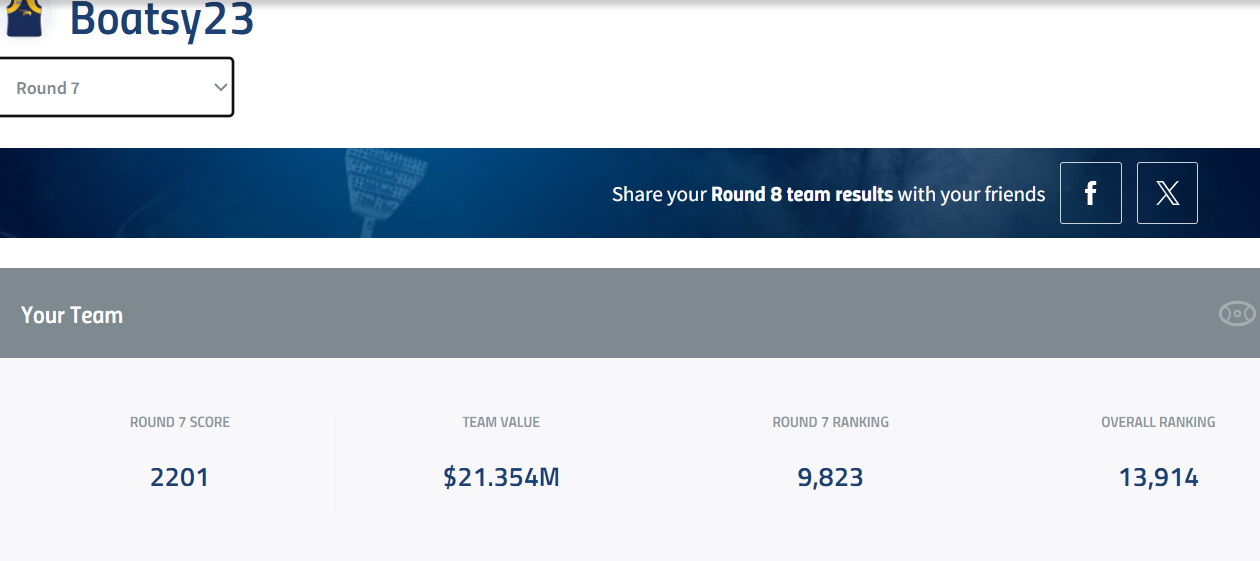 Boatsy23
Round 7
Share your Round 8 team results with your friends
f
X
Your Team
ROUND 7 SCORE
TEAM VALUE
ROUND 7 RANKING
OVERALL RANKING
2201
$21.354M
9,823
13,914